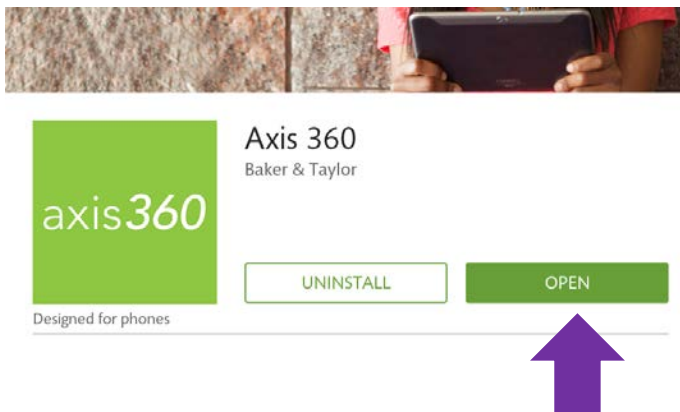 Axis 360
Baker & Taylor
axis360
UNINSTALL
OPEN
Designed for phones